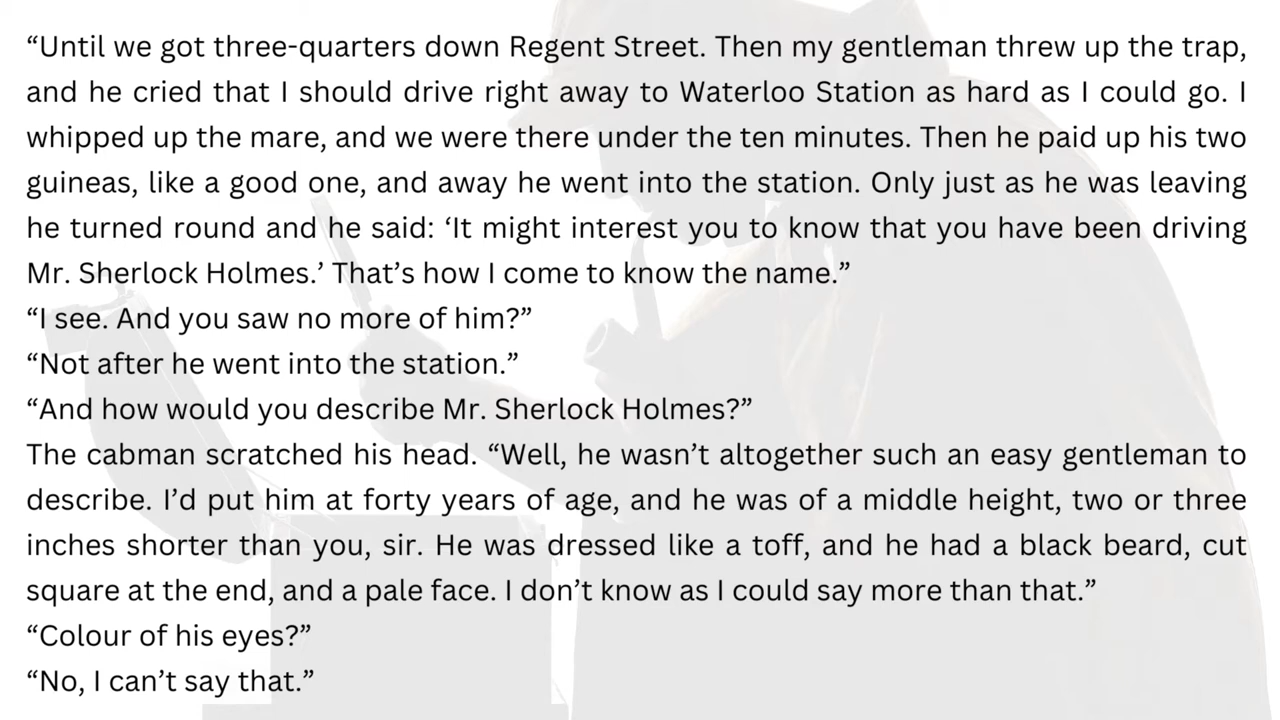 “Until we got three-quarters down Regent Street. Then my gentleman threw up the trap,
and he cried that I should drive right away to Waterloo Station as hard as I could go. I
whipped up the mare, and we were there under the ten minutes. Then he paid up his two
guineas, like a good one, and away he went into the station. Only just as he was leaving
he turned round and he said: ‘It might interest you to know that you have been driving
Mr. Sherlock Holmes.’ That’s how I come to know the name.”
“I see. And you saw no more of him?”
“Not after he went into the station.”
“And how would you describe Mr. Sherlock Holmes?”
The cabman scratched his head. “Well, he wasn’t altogether such an easy gentleman to
describe. I’d put him at forty years of age, and he was of a middle height, two or three
inches shorter than you, sir. He was dressed like a toff, and he had a black beard, cut
square at the end, and a pale face. I don’t know as I could say more than that.”
“Colour of his eyes?”
“No, I can’t say that.”